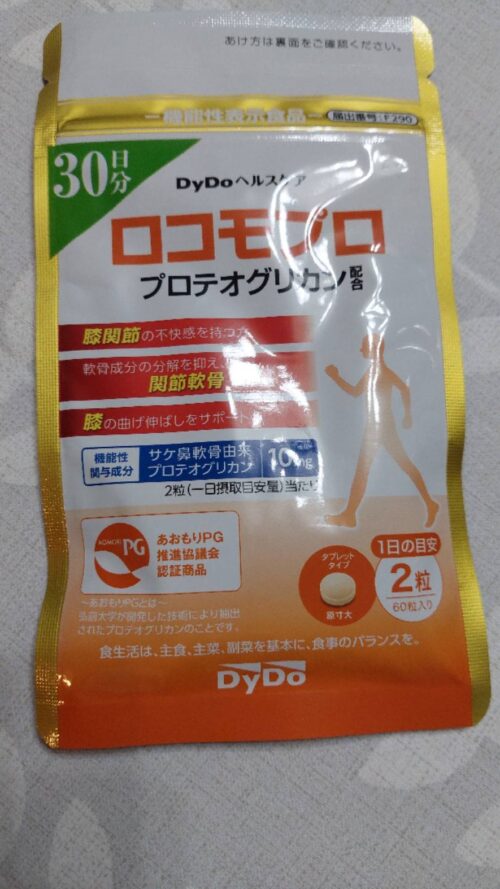 あけ方は裏面をご確認ください。
機能性表示食品
届出番号:F290
30日分
DyDoヘルスケア
ロコモプロ
プロテオグリカン配合
膝関節の不快感を持つ方
軟骨成分の分解を抑え、
関節軟骨
膝の曲げ伸ばしをサポート
機能性関与成分
サケ鼻軟骨由来
プロテオグリカン
10mg
2粒(一日摂取目安量)当たり
AOMORI PG
あおもりPG
推進協議会
認証商品
~あおもりPGとは~
弘前大学が開発した技術により抽出
されたプロテオグリカンのことです。
タブレット
タイプ
原寸大
1日の目安
2粒
60粒入り
食生活は、主食、主菜、副菜を基本に、食事のバランスを。
DyDo